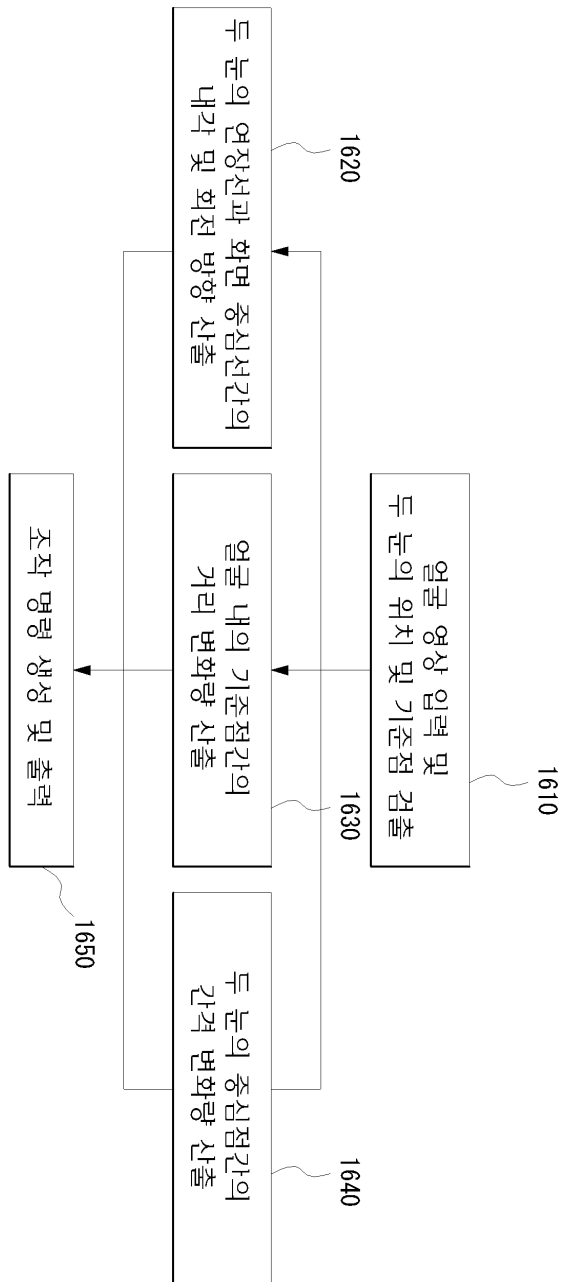 얼굴 영상 입력 및
두 눈의 위치 및 기준점 검출
1610
두 눈의 연장선과 화면 중심선간의
내각 및 회전 방향 산출
1620
얼굴 내의 기준점간의
거리 변화량 산출
1630
두 눈의 중심점간의
간격 변화량 산출
1640
조작 명령 생성 및 출력
1650